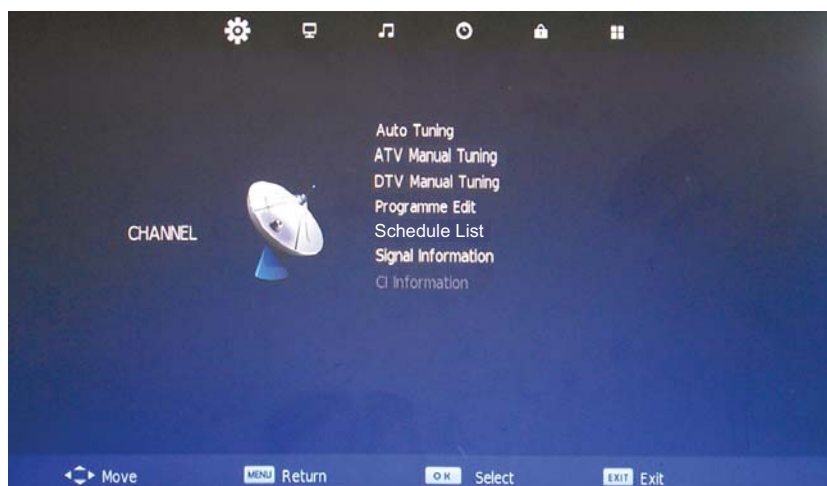 Auto Tuning
ATV Manual Tuning
DTV Manual Tuning
Programme Edit
CHANNEL
Schedule List
Signal Information
CI Information
Move
MENU Return
OK Select
EXIT Exit